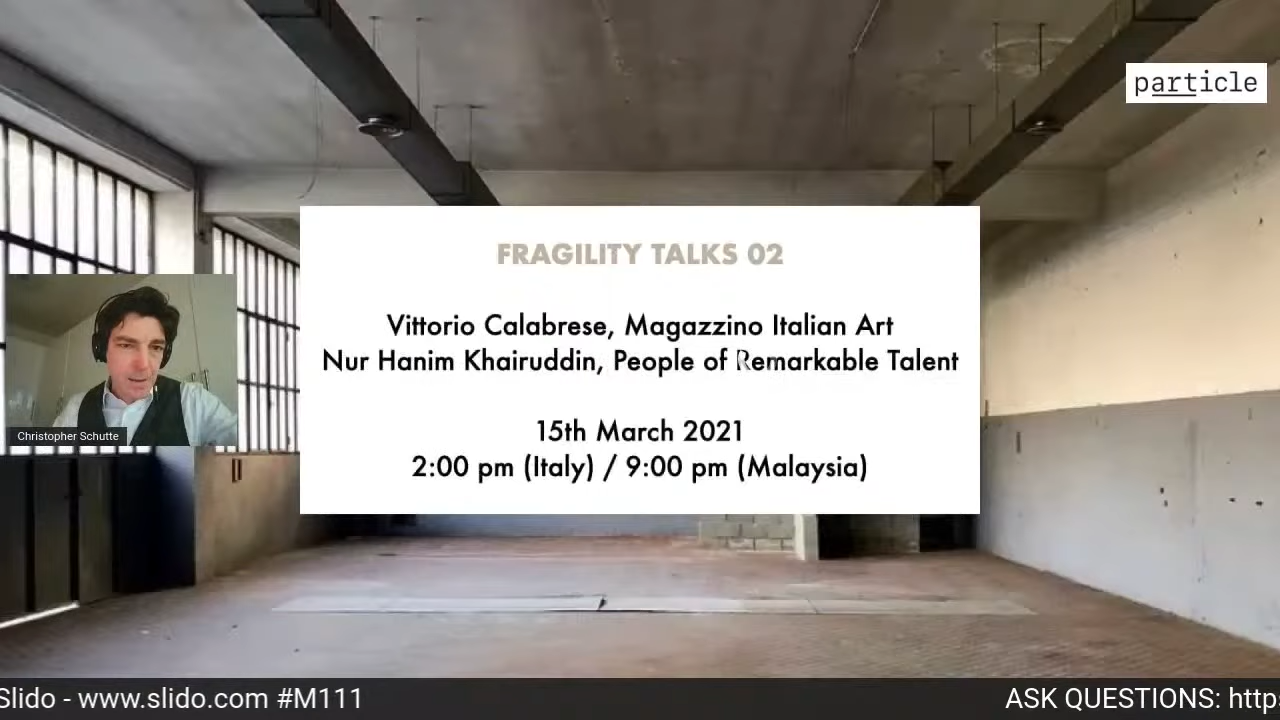 particle
FRAGILITY TALKS 02
Vittorio Calabrese, Magazzino Italian Art
Nur Hanim Khairuddin, People of Remarkable Talent
15th March 2021
2:00 pm (Italy) / 9:00 pm (Malaysia)
Christopher Schutte
Slido - www.slido.com #M111
ASK QUESTIONS: https